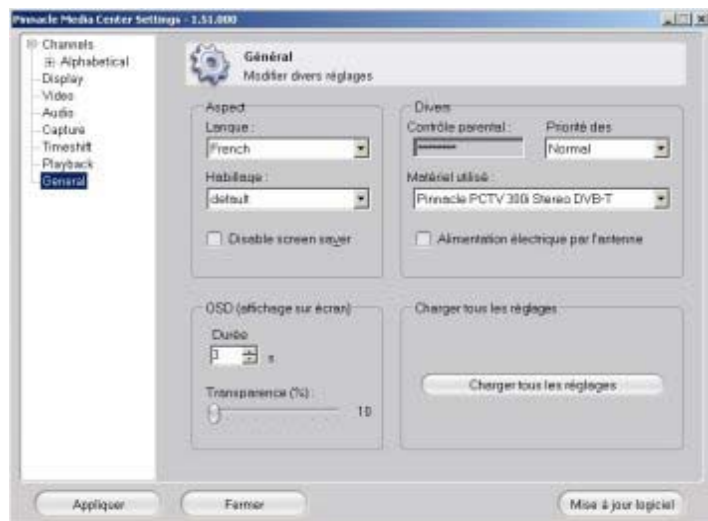 Pinnacle Media Center Settings - 1.51.000
Channels
Alphabetical
Display
Video
Audio
Capture
Timeshift
Playback
General
Général
Modifier divers réglages
Aspect
Langue :
French
Habillage :
default
Disable screen saver
Divers
Contrôle parental :
Priorité des
Normal
Matériel utilisé :
Pinnacle PCTV 300i Stereo DVB-T
Alimentation électrique par l'antenne
OSD (affichage sur écran)
Durée
3 s
Transparence (%) :
10
Charger tous les réglages
Charger tous les réglages
Appliquer
Fermer
Mise à jour logiciel